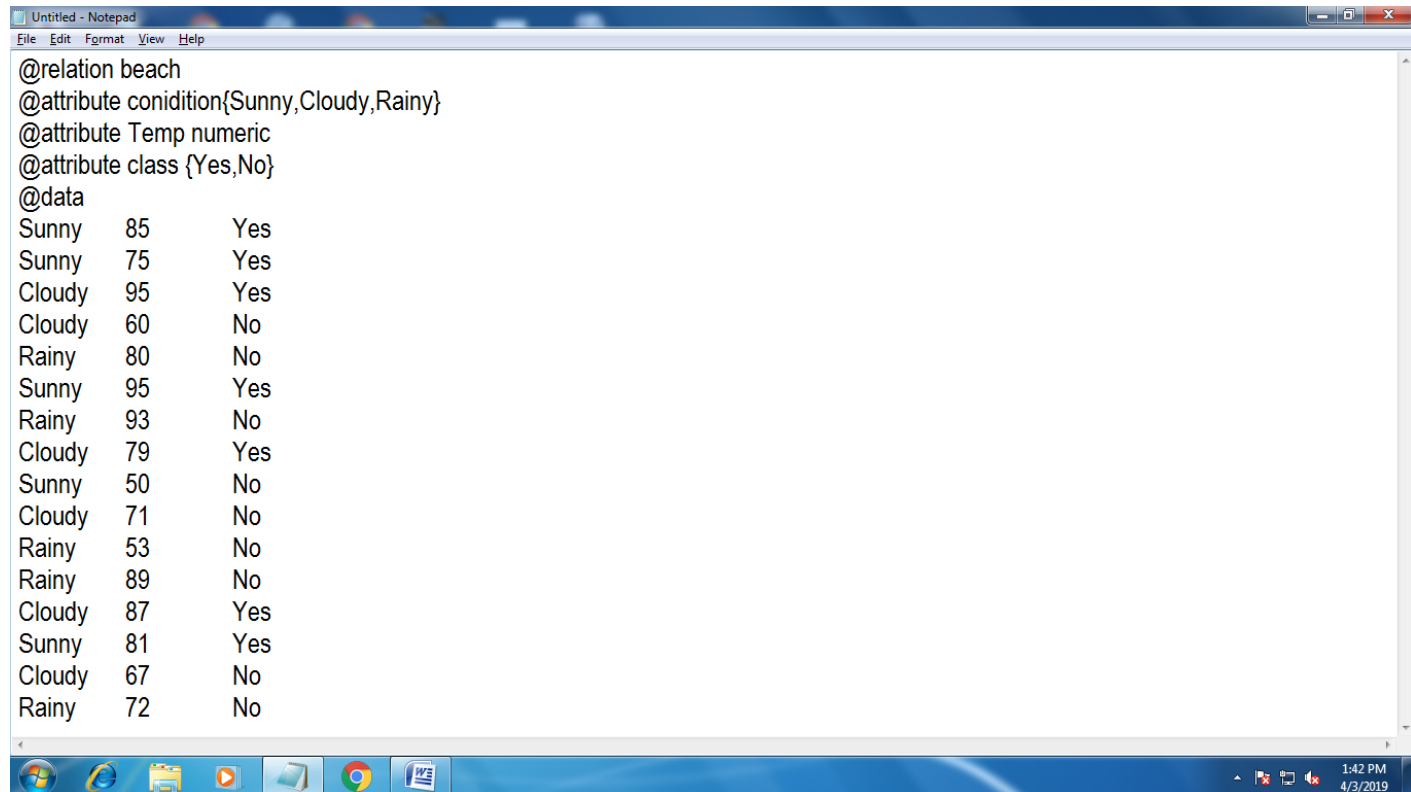 Untitled - Notepad
File Edit Format View Help
@relation beach
@attribute conidition{Sunny,Cloudy,Rainy}
@attribute Temp numeric
@attribute class {Yes,No}
@data
Sunny 85 Yes
Sunny 75 Yes
Cloudy 95 Yes
Cloudy 60 No
Rainy 80 No
Sunny 95 Yes
Rainy 93 No
Cloudy 79 Yes
Sunny 50 No
Cloudy 71 No
Rainy 53 No
Rainy 89 No
Cloudy 87 Yes
Sunny 81 Yes
Cloudy 67 No
Rainy 72 No
1:42 PM
4/3/2019